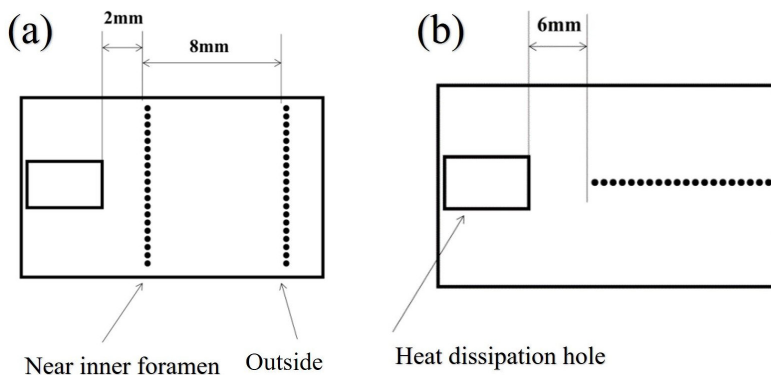 (a)
2mm
8mm
Near inner foramen
Outside
(b)
6mm
Heat dissipation hole